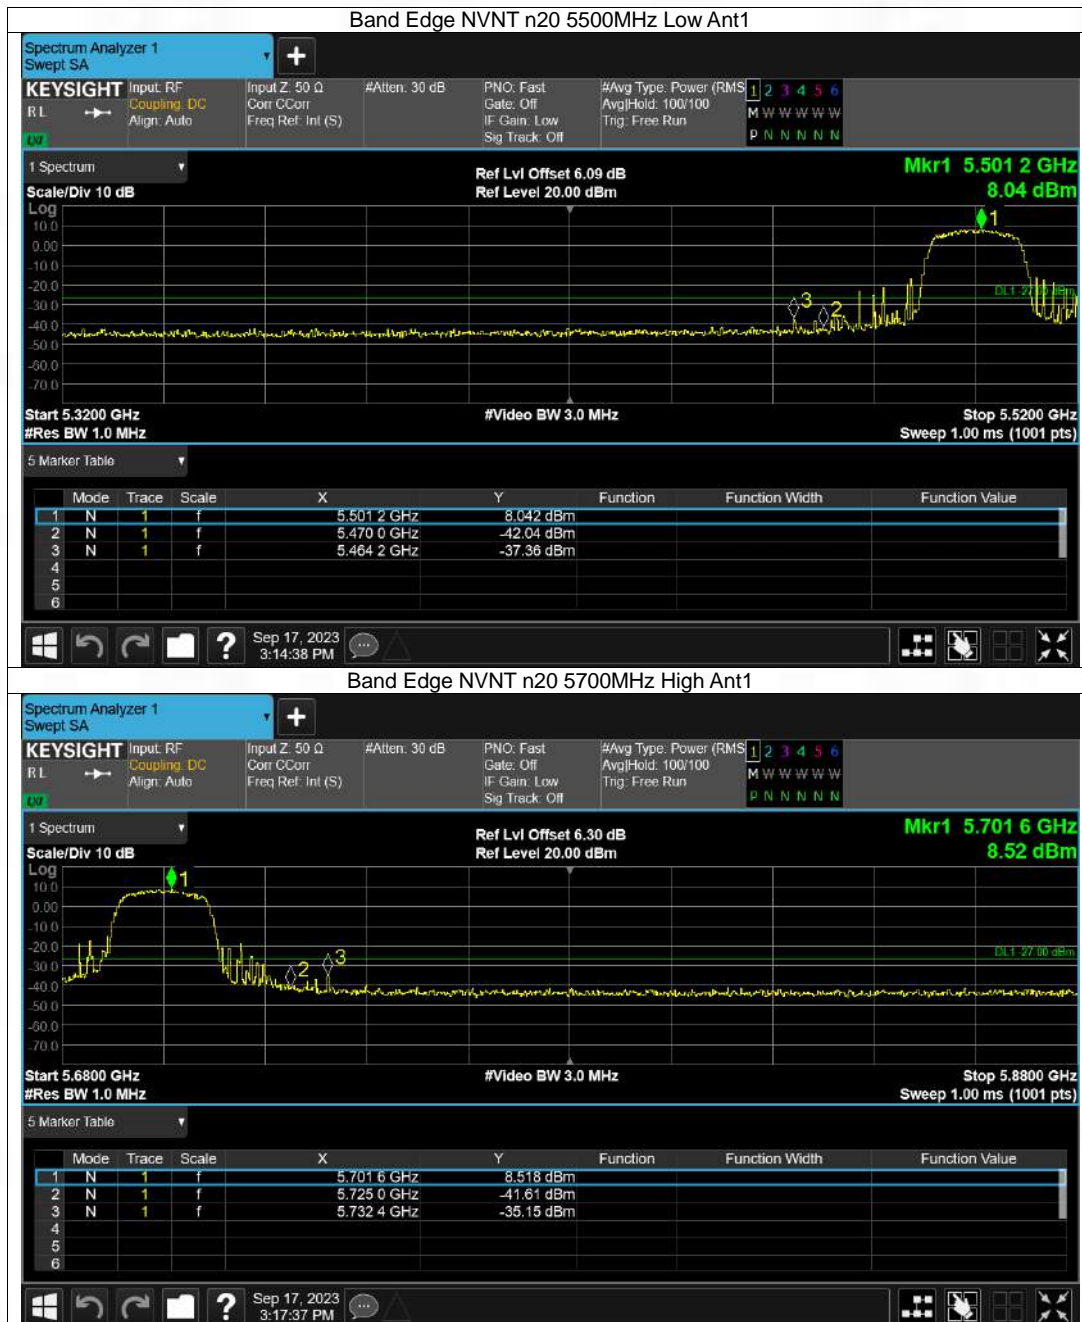 Band Edge NVNT n20 5500MHz Low Ant1
Spectrum Analyzer 1
Swept SA
+
KEYSIGHT Input: RF Input Z: 50 Ω #Atten: 30 dB PNO: Fast #Avg Type: Power (RMS 1 2 3 4 5 6
RL Coupling: DC Corr CCorr Gate: Off Avg|Hold: 100/100 M W W W W W
Align: Auto Freq Ref: Int (S) IF Gain: Low Trig: Free Run
Sig Track: Off P N N N N N
LXI
1 Spectrum Ref Lvl Offset 6.09 dB Mkr1 5.501 2 GHz
Scale/Div 10 dB Ref Level 20.00 dBm 8.04 dBm
Log
10.0
0.00
-10.0
-20.0
-30.0
-40.0
-50.0
-60.0
-70.0
1
DL1 -27.00 dBm
3
2
Start 5.3200 GHz #Video BW 3.0 MHz Stop 5.5200 GHz
#Res BW 1.0 MHz Sweep 1.00 ms (1001 pts)
5 Marker Table
Mode Trace Scale X Y Function Function Width Function Value
1 N 1 f 5.501 2 GHz 8.042 dBm
2 N 1 f 5.470 0 GHz -42.04 dBm
3 N 1 f 5.464 2 GHz -37.36 dBm
4
5
6
? Sep 17, 2023
3:14:38 PM
Band Edge NVNT n20 5700MHz High Ant1
Spectrum Analyzer 1
Swept SA
+
KEYSIGHT Input: RF Input Z: 50 Ω #Atten: 30 dB PNO: Fast #Avg Type: Power (RMS 1 2 3 4 5 6
RL Coupling: DC Corr CCorr Gate: Off Avg|Hold: 100/100 M W W W W W
Align: Auto Freq Ref: Int (S) IF Gain: Low Trig: Free Run
Sig Track: Off P N N N N N
LXI
1 Spectrum Ref Lvl Offset 6.30 dB Mkr1 5.701 6 GHz
Scale/Div 10 dB Ref Level 20.00 dBm 8.52 dBm
Log
10.0
0.00
-10.0
-20.0
-30.0
-40.0
-50.0
-60.0
-70.0
1
DL1 -27.00 dBm
3
2
Start 5.6800 GHz #Video BW 3.0 MHz Stop 5.8800 GHz
#Res BW 1.0 MHz Sweep 1.00 ms (1001 pts)
5 Marker Table
Mode Trace Scale X Y Function Function Width Function Value
1 N 1 f 5.701 6 GHz 8.518 dBm
2 N 1 f 5.725 0 GHz -41.61 dBm
3 N 1 f 5.732 4 GHz -35.15 dBm
4
5
6
? Sep 17, 2023
3:17:37 PM